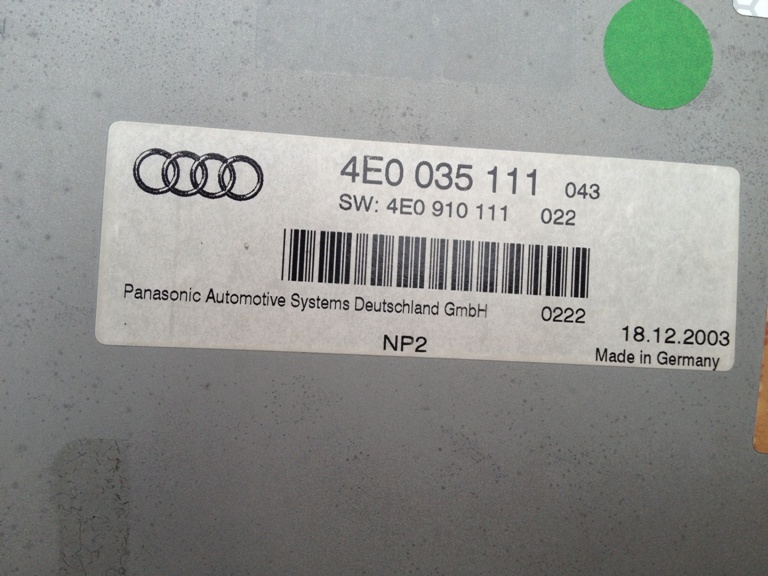 4E0 035 111 043
SW: 4E0 910 111 022
Panasonic Automotive Systems Deutschland GmbH 0222
NP2 18.12.2003
Made in Germany